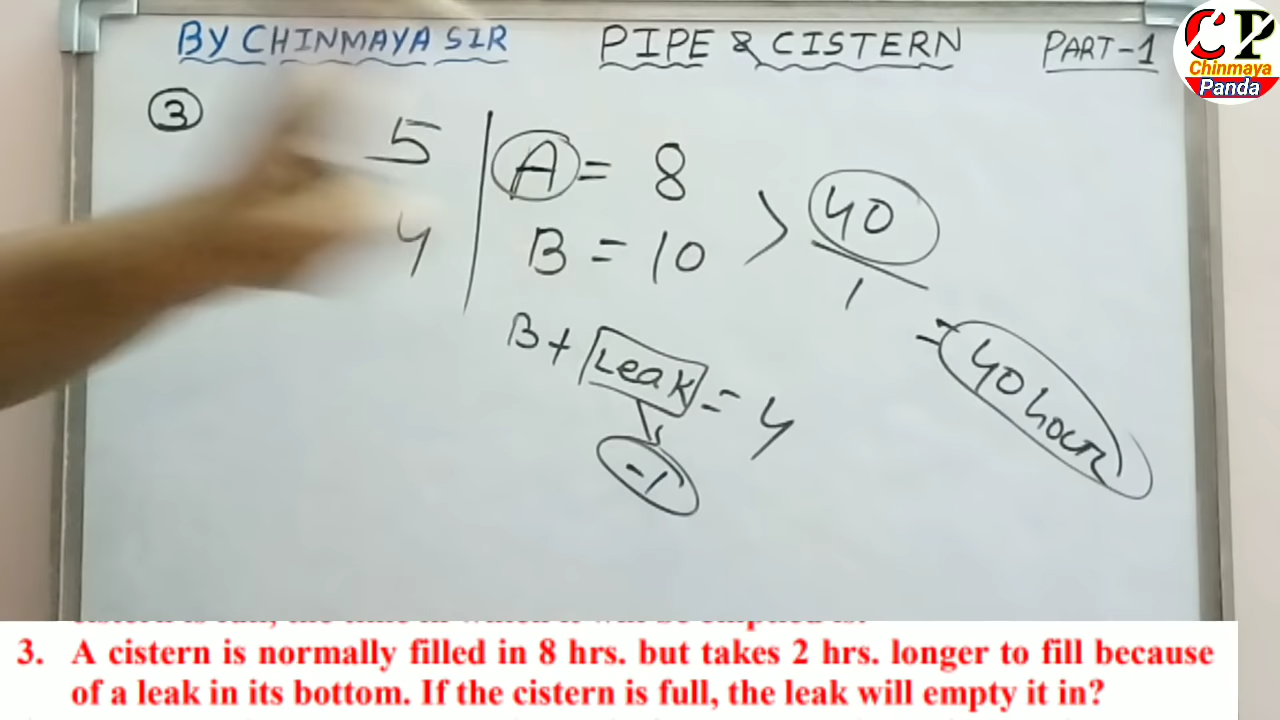 BY CHINMAYA SIR PIPE & CISTERN PART-1
CP
Chinmaya
Panda
3
5 A = 8
4 B = 10
> 40
1
= 40 hour
B + Leak = 4
-1
3. A cistern is normally filled in 8 hrs. but takes 2 hrs. longer to fill because
of a leak in its bottom. If the cistern is full, the leak will empty it in?